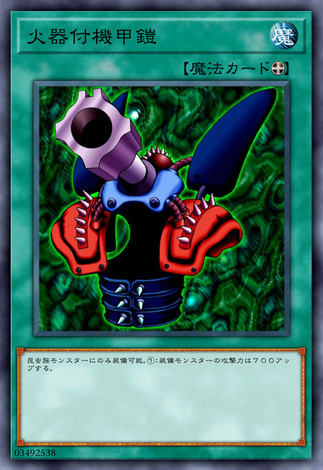 火器付機甲鎧
魔
【魔法カード】
昆虫族モンスターにのみ装備可能。①：装備モンスターの攻撃力は７００アッ
プする。
03492538